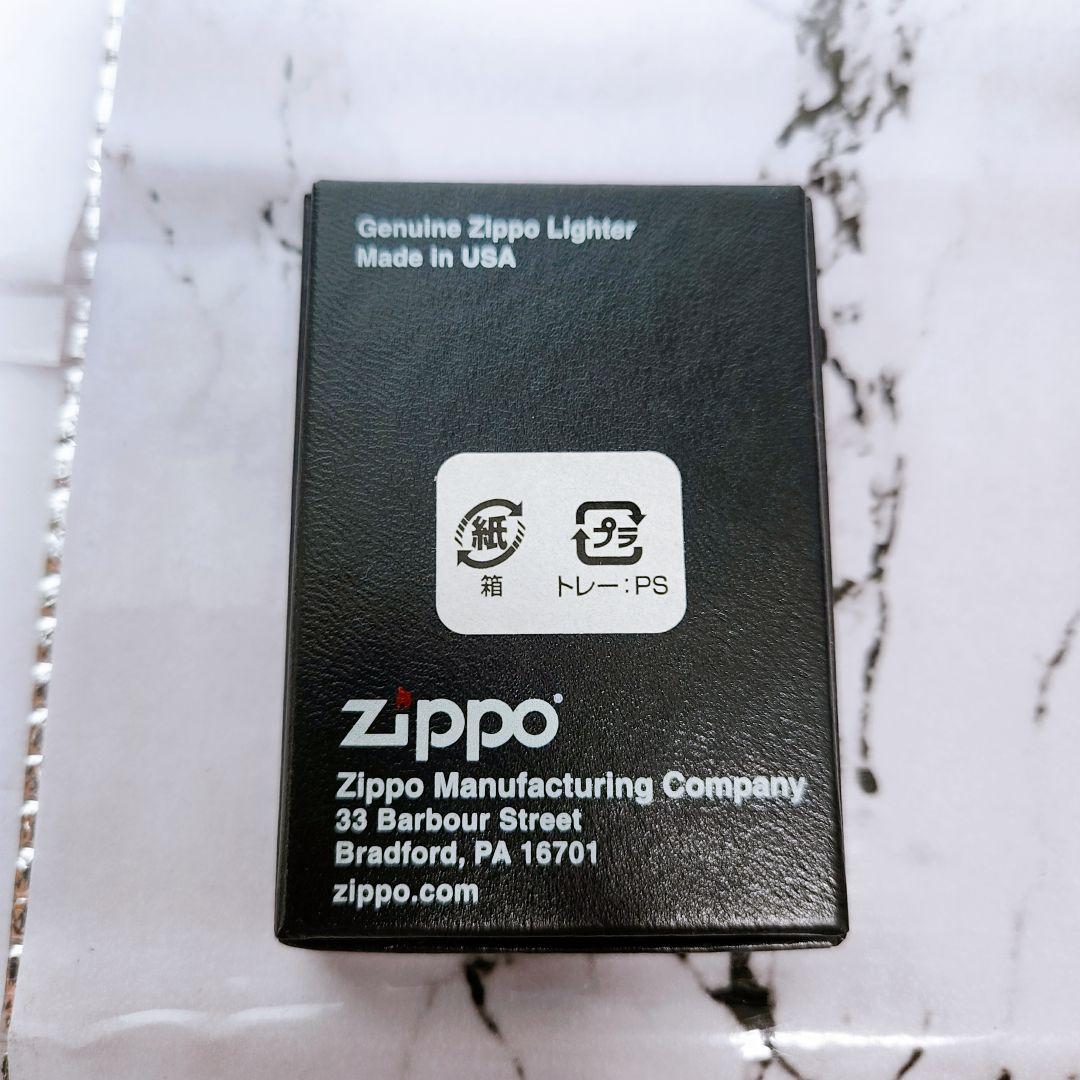 Genuine Zippo Lighter
Made in USA
紙 プラ
箱 トレー:PS
zippo
Zippo Manufacturing Company
33 Barbour Street
Bradford, PA 16701
zippo.com